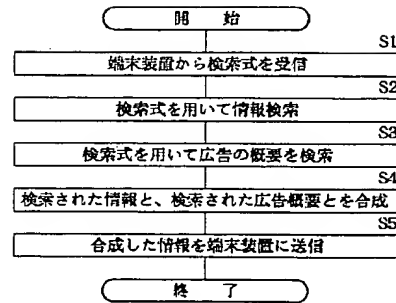 開 始
S1
端末装置から検索式を受信
S2
検索式を用いて情報検索
S3
検索式を用いて広告の概要を検索
S4
検索された情報と、検索された広告概要とを合成
S5
合成した情報を端末装置に送信
終 了